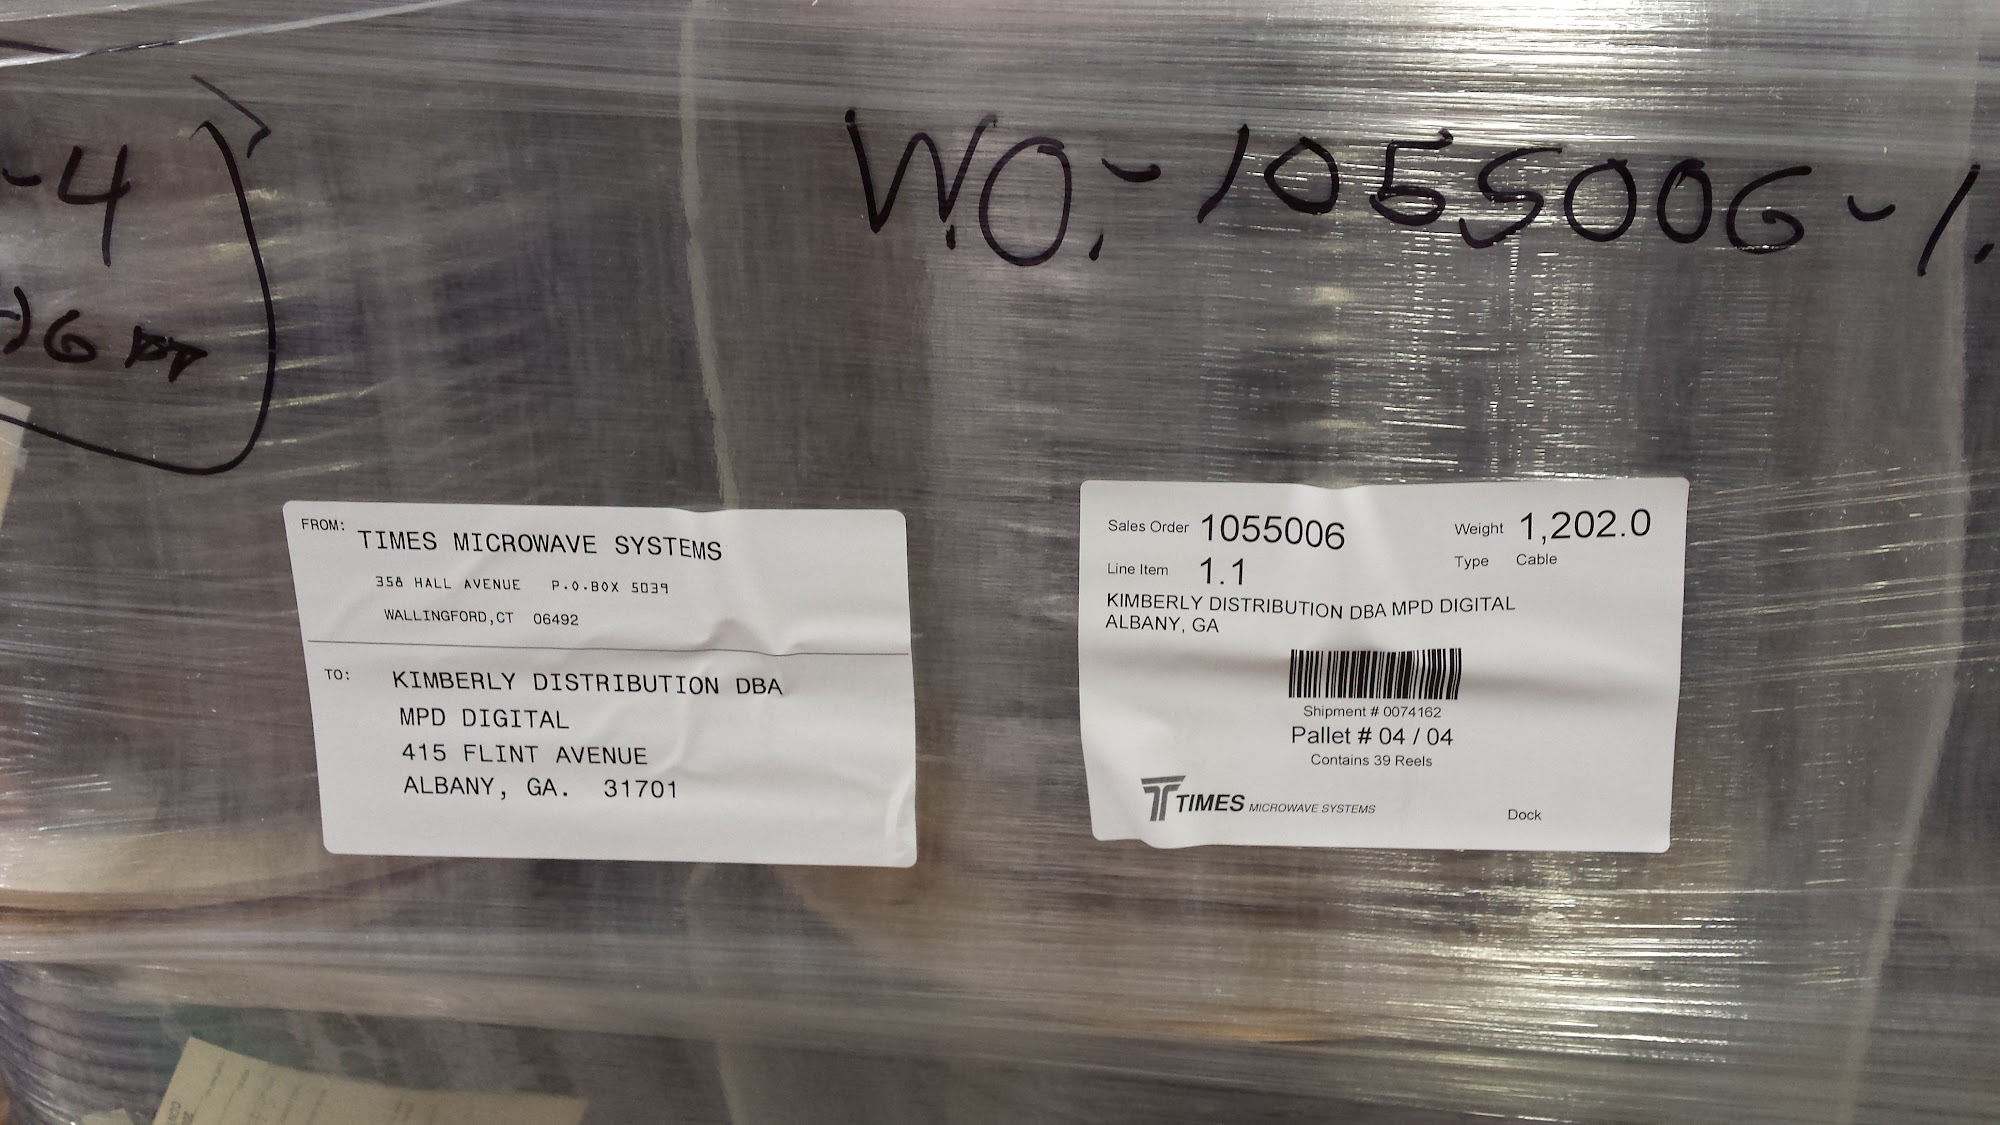 -4
W.O.-1055006-1.
FROM: TIMES MICROWAVE SYSTEMS
358 HALL AVENUE P.O.BOX 5039
WALLINGFORD,CT 06492
TO: KIMBERLY DISTRIBUTION DBA
MPD DIGITAL
415 FLINT AVENUE
ALBANY, GA. 31701
Sales Order 1055006 Weight 1,202.0
Line Item 1.1 Type Cable
KIMBERLY DISTRIBUTION DBA MPD DIGITAL
ALBANY, GA
Shipment # 0074162
Pallet # 04 / 04
Contains 39 Reels
TIMES MICROWAVE SYSTEMS
Dock